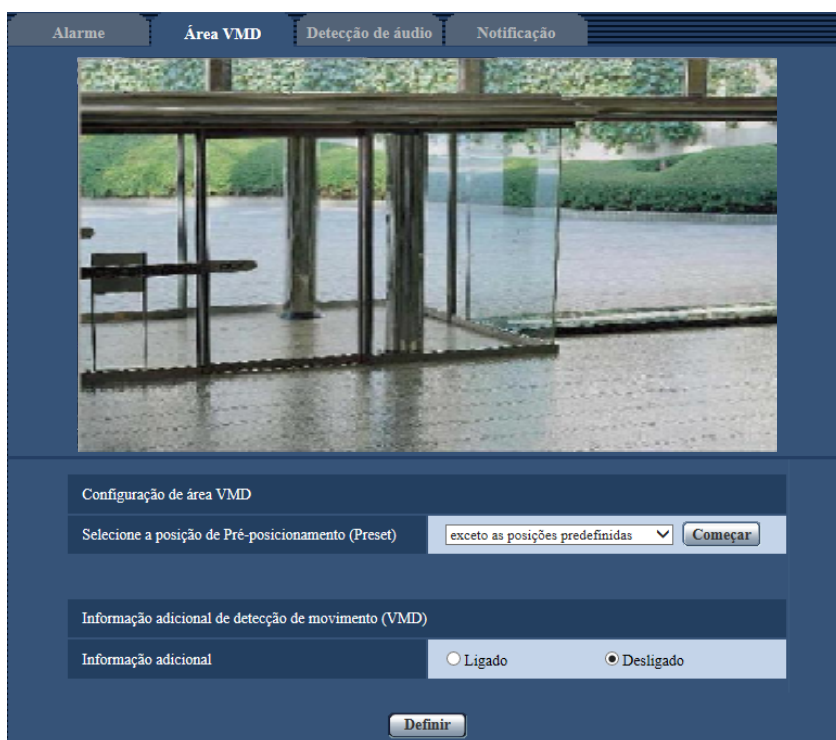 Alarme Área VMD Detecção de áudio Notificação
Configuração de área VMD
Selecione a posição de Pré-posicionamento (Preset) exceto as posições predefinidas Começar
Informação adicional de detecção de movimento (VMD)
Informação adicional Ligado Desligado
Definir